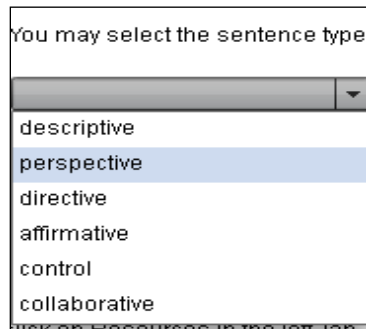 You may select the sentence type
descriptive
perspective
directive
affirmative
control
collaborative